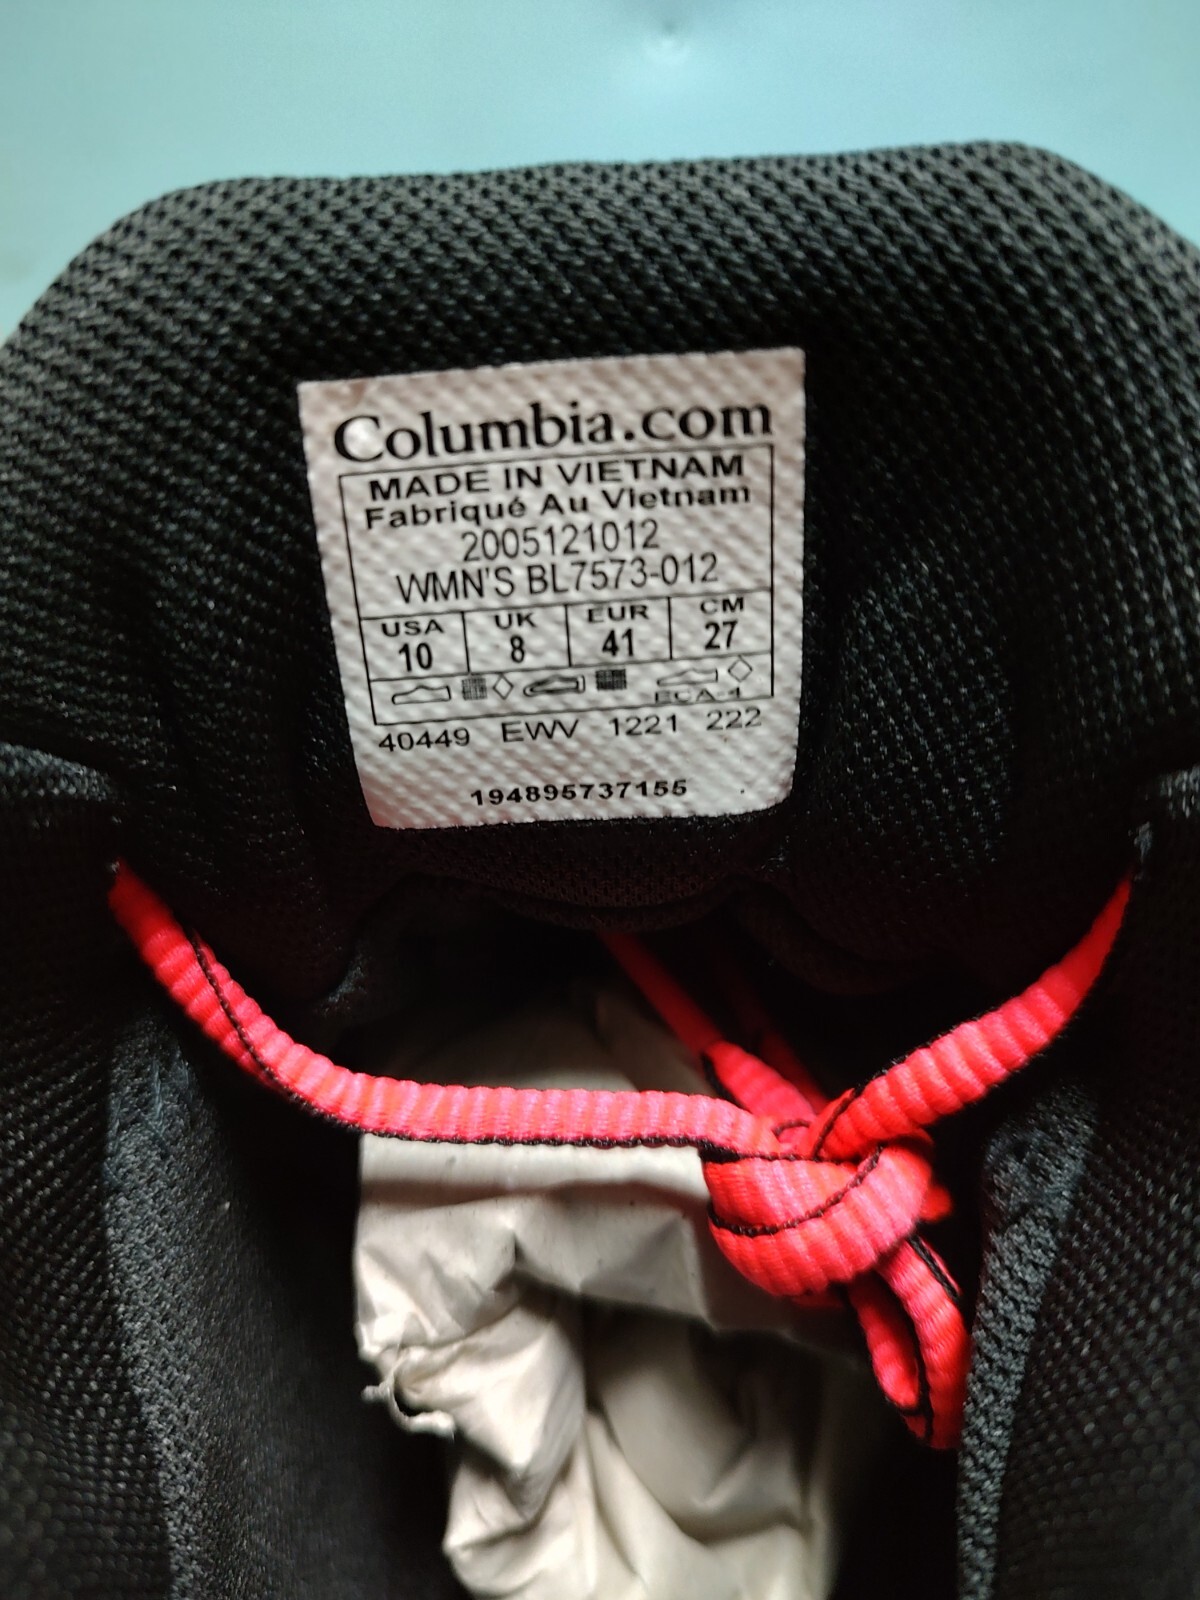 Columbia.com
MADE IN VIETNAM
Fabriqué Au Vietnam
2005121012
WMN'S BL7573-012
USA UK EUR CM
10 8 41 27
ECA-1
40449 EWV 1221 222
194895737155